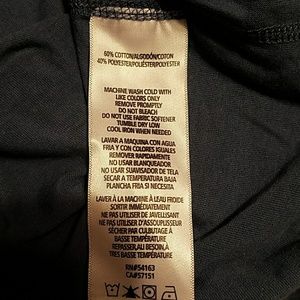 60% COTTON/ALGODÓN/COTON
40% POLYESTER/POLIÉSTER/POLYESTER
MACHINE WASH COLD WITH
LIKE COLORS ONLY
REMOVE PROMPTLY
DO NOT BLEACH
DO NOT USE FABRIC SOFTENER
TUMBLE DRY LOW
COOL IRON WHEN NEEDED
LAVAR A MAQUINA CON AGUA
FRIA Y CON COLORES IGUALES
REMOVER RAPIDAMENTE
NO USAR BLANQUEADOR
NO USAR SUAVISADOR DE TELA
SECAR A TEMPERATURA BAJA
PLANCHA FRIA SI NECESITA
LAVER À LA MACHINE À L'EAU FROIDE
SORTIR IMMÉDIATEMENT
NE PAS UTILISER DE JAVELLISANT
NE PAS UTILISER D'ASSOUPLISSEUR
SÉCHER PAR CULBUTAGE À
BASSE TEMPÉRATURE
REPASSER,AU BESOIN,À
TRES BASSE TEMPÉRATURE
RN#54163
CA#57151